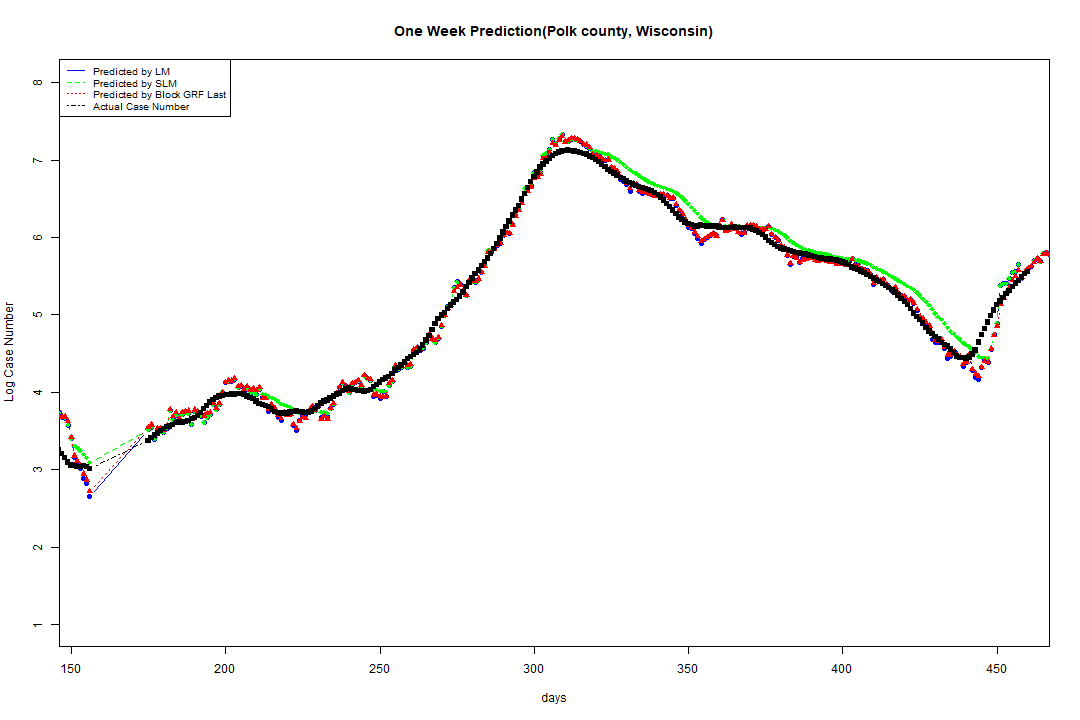 One Week Prediction(Polk county, Wisconsin)
Predicted by LM
Predicted by SLM
Predicted by Block GRF Last
Actual Case Number
8
7
6
5
4
3
2
1
Log Case Number
150 200 250 300 350 400 450
days